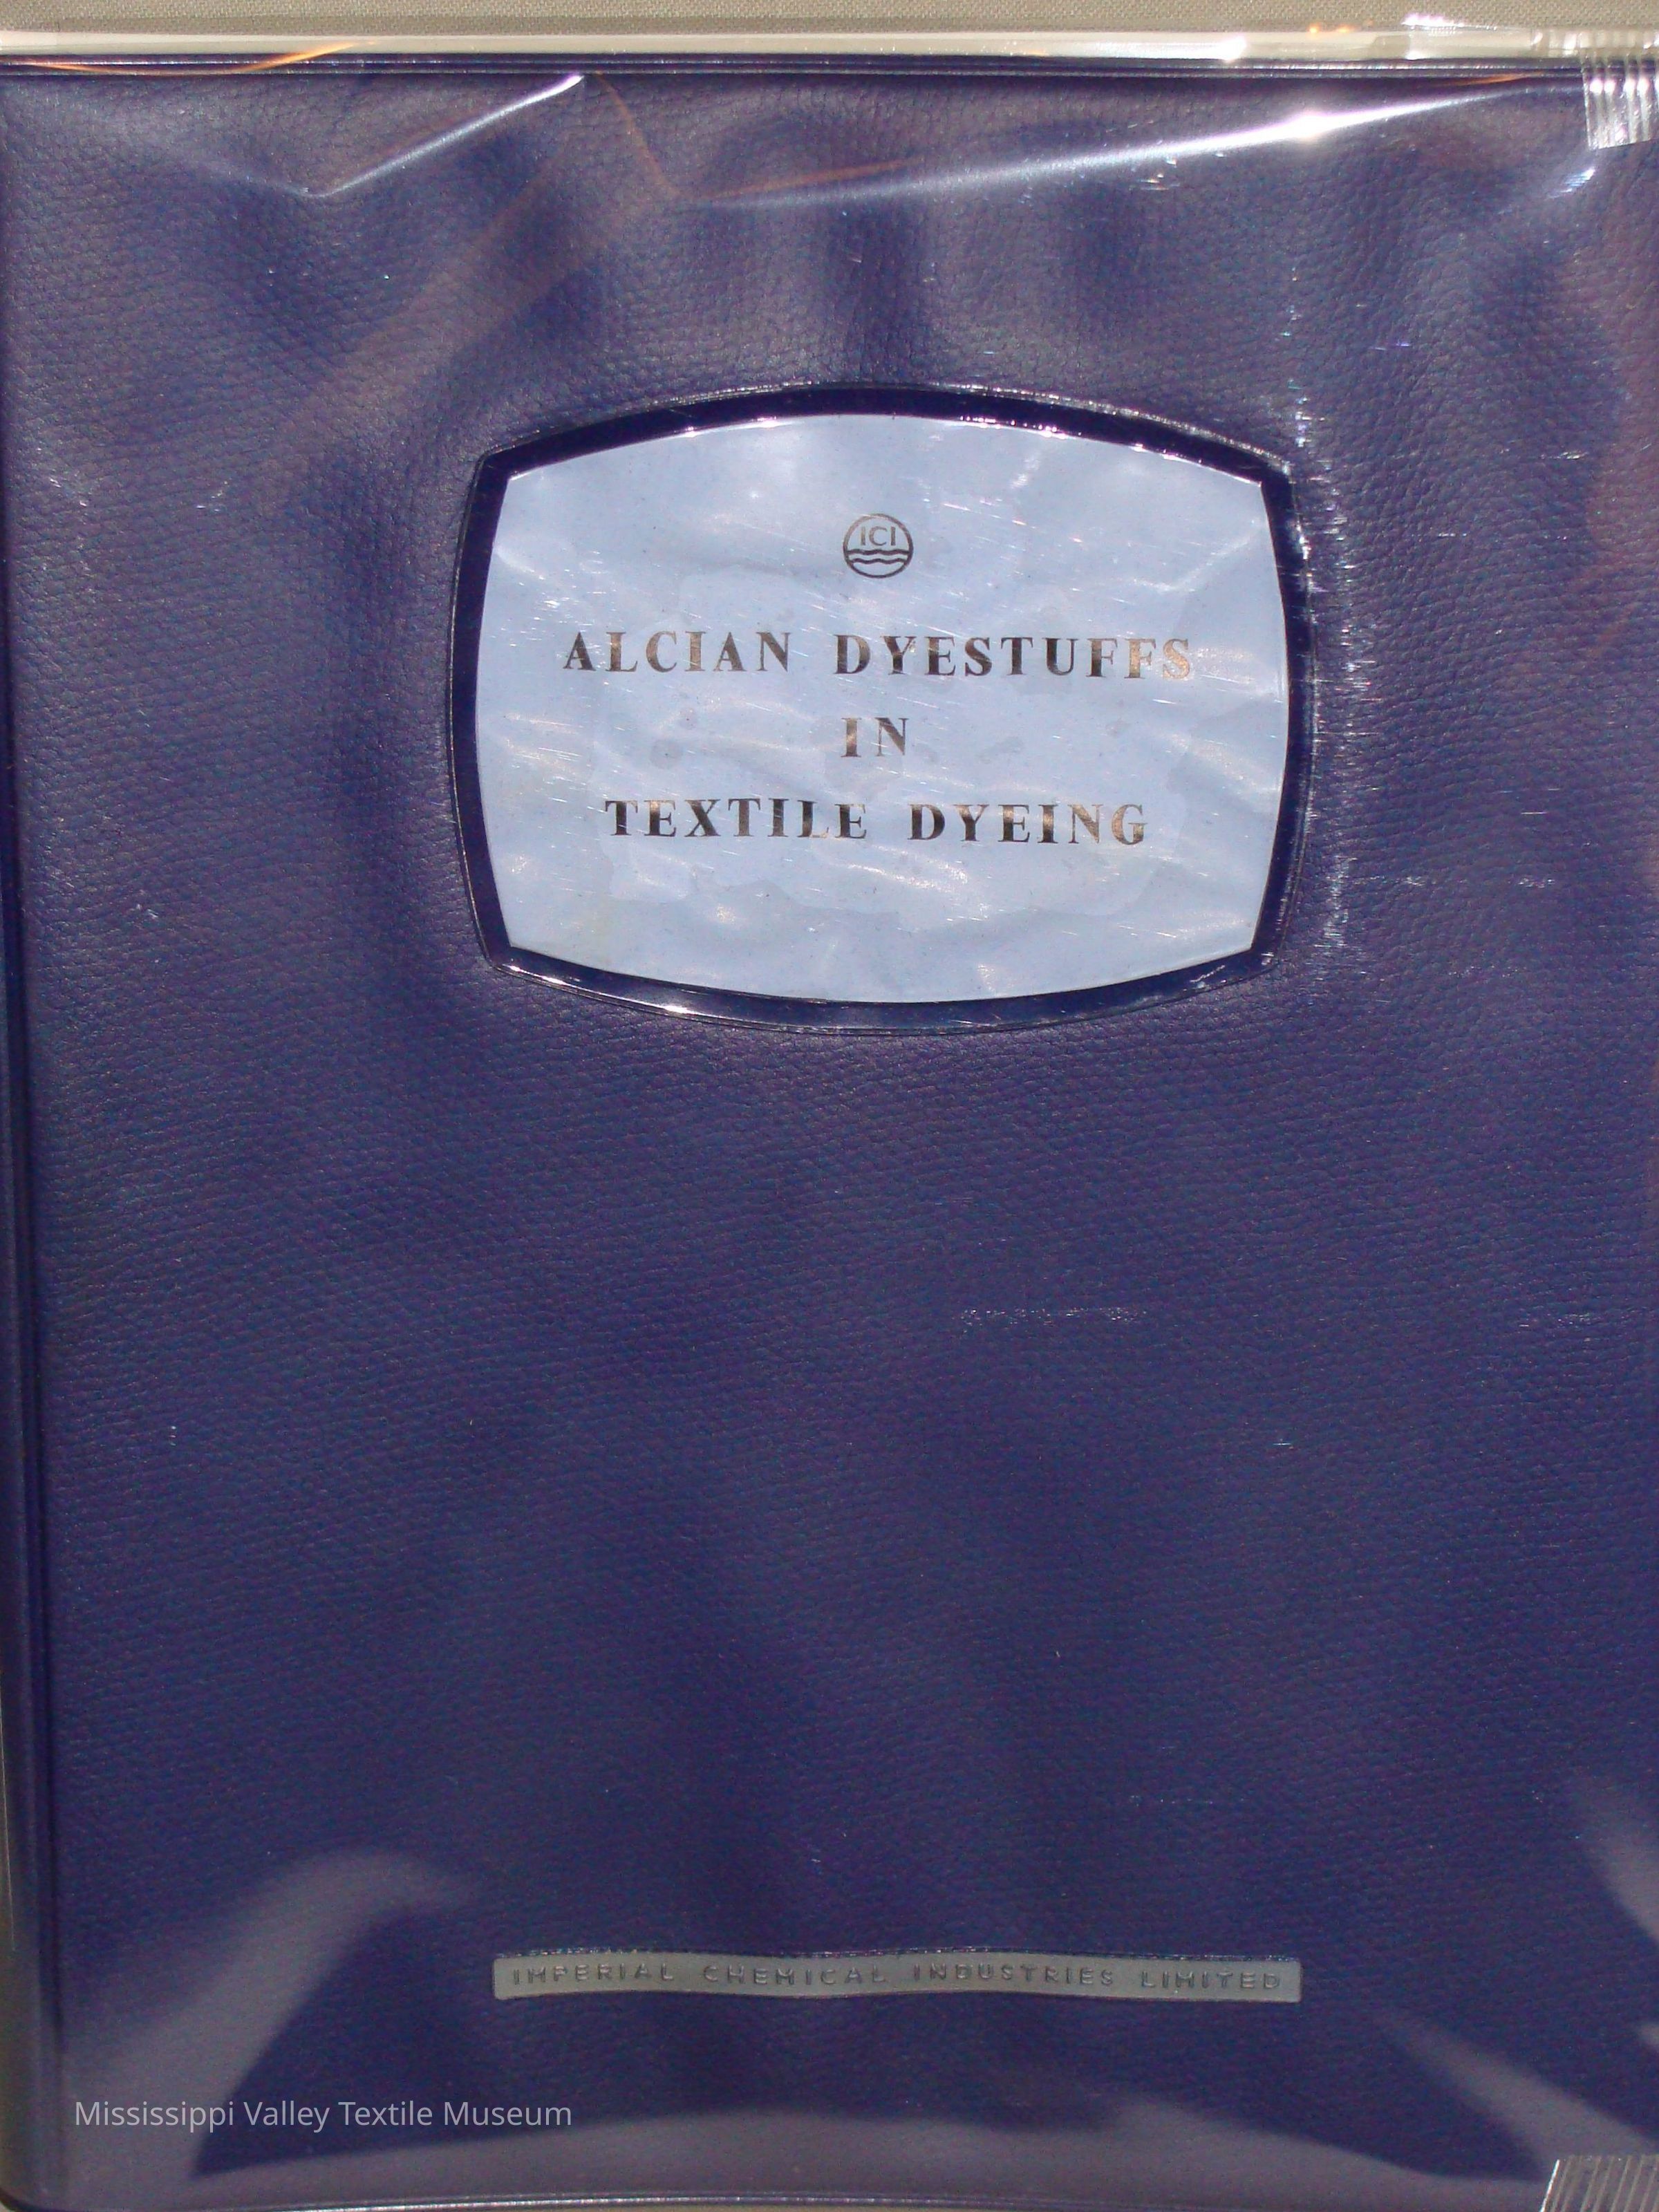 ICI
ALCIAN DYESTUFFS
IN
TEXTILE DYEING
IMPERIAL CHEMICAL INDUSTRIES LIMITED
Mississippi Valley Textile Museum